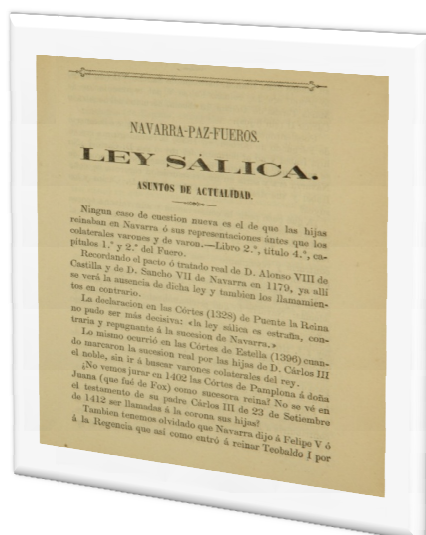 NAVARRA-PAZ-FUEROS.
LEY SÁLICA.
ASUNTOS DE ACTUALIDAD.
Ningun caso de cuestion nueva es el de que las hijas
reinaban en Navarra ó sus representaciones ántes que los
colaterales varones y de varon.—Libro 2.º, título 4.º, ca-
pítulos 1.º y 2.º del Fuero.
Recordando el pacto ó tratado real de D. Alonso VIII de
Castilla y de D. Sancho VII de Navarra en 1179, ya allí
se verá la ausencia de dicha ley y tambien los llamamien-
tos en contrario.
La declaracion en las Córtes (1328) de Puente la Reina
no pudo ser más decisiva: «la ley sálica es estraña, con-
traria y repugnante á la sucesion de Navarra.»
Lo mismo ocurrió en las Córtes de Estella (1396) cuan-
do marcaron la sucesion real por las hijas de D. Cárlos III
el noble, sin ir á basear varones colaterales del rey.
¿No vemos jurar en 1402 las Córtes de Pamplona á doña
Juana (que fué de Fox) como sucesora reina? No se vé en
el testamento de su padre Cárlos III de 23 de Setiembre
de 1412 ser llamadas á la corona sus hijas?
Tambien tenemos olvidado que Navarra dijo á Felipe V ó
á la Regencia que así como entró á reinar Teobaldo I por